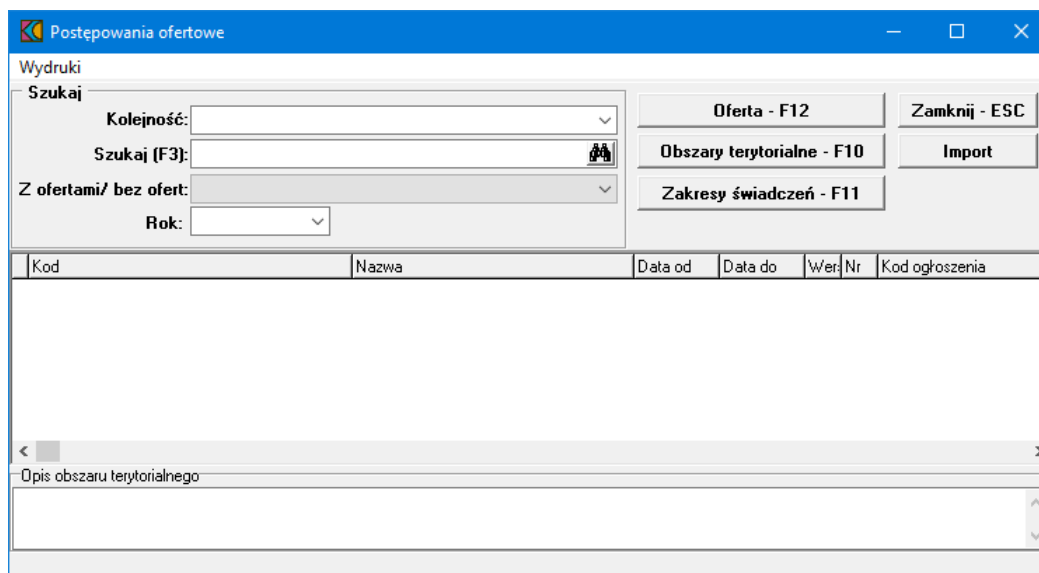 Postępowania ofertowe
Wydruki
Szukaj
Kolejność:
Szukaj (F3):
Z ofertami/ bez ofert:
Rok:
Oferta - F12
Zamknij - ESC
Obszary terytorialne - F10
Import
Zakresy świadczeń - F11
Kod Nazwa Data od Data do Wer: Nr Kod ogłoszenia
Opis obszaru terytorialnego